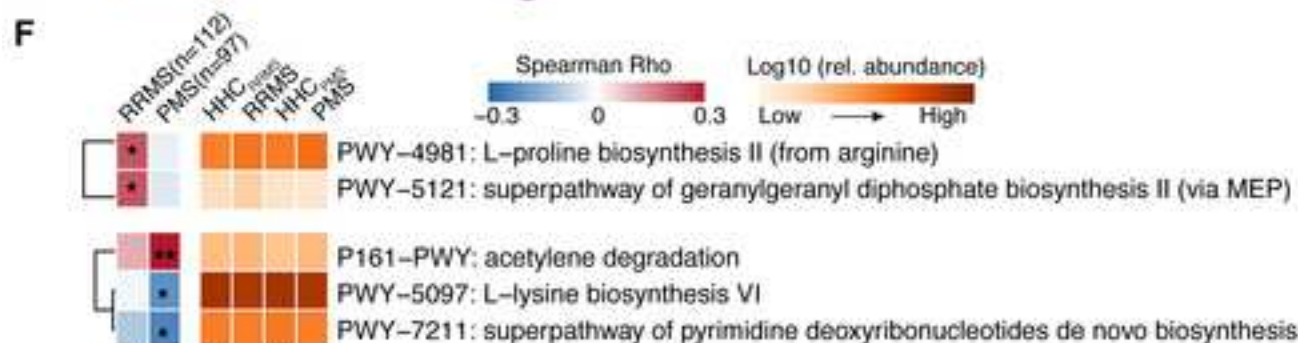 F
RRMS(n=112)
PMS(n=97)
HHC RRMS
RRMS
HHC PMS
PMS
Spearman Rho
−0.3 0 0.3
Log10 (rel. abundance)
Low → High
* PWY−4981: L−proline biosynthesis II (from arginine)
* PWY−5121: superpathway of geranylgeranyl diphosphate biosynthesis II (via MEP)
** P161−PWY: acetylene degradation
* PWY−5097: L−lysine biosynthesis VI
* PWY−7211: superpathway of pyrimidine deoxyribonucleotides de novo biosynthesis